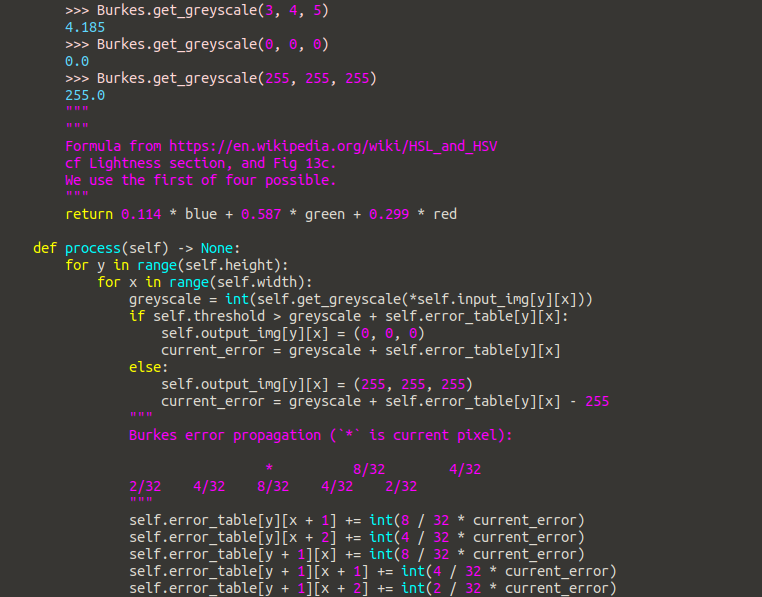 >>> Burkes.get_greyscale(3, 4, 5)
4.185
>>> Burkes.get_greyscale(0, 0, 0)
0.0
>>> Burkes.get_greyscale(255, 255, 255)
255.0
"""
"""
Formula from https://en.wikipedia.org/wiki/HSL_and_HSV
cf Lightness section, and Fig 13c.
We use the first of four possible.
"""
return 0.114 * blue + 0.587 * green + 0.299 * red
def process(self) -> None:
for y in range(self.height):
for x in range(self.width):
greyscale = int(self.get_greyscale(*self.input_img[y][x]))
if self.threshold > greyscale + self.error_table[y][x]:
self.output_img[y][x] = (0, 0, 0)
current_error = greyscale + self.error_table[y][x]
else:
self.output_img[y][x] = (255, 255, 255)
current_error = greyscale + self.error_table[y][x] - 255
"""
Burkes error propagation (`*` is current pixel):
* 8/32 4/32
2/32 4/32 8/32 4/32 2/32
"""
self.error_table[y][x + 1] += int(8 / 32 * current_error)
self.error_table[y][x + 2] += int(4 / 32 * current_error)
self.error_table[y + 1][x] += int(8 / 32 * current_error)
self.error_table[y + 1][x + 1] += int(4 / 32 * current_error)
self.error_table[y + 1][x + 2] += int(2 / 32 * current_error)